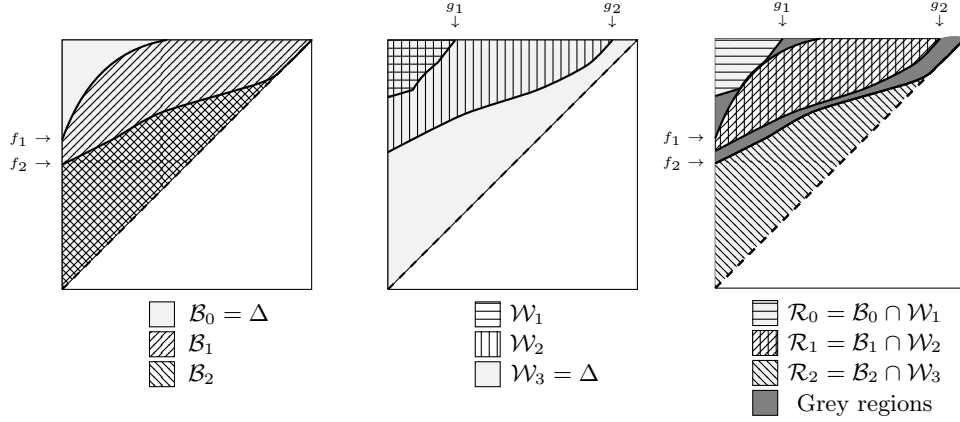 g₁ g₂ g₁ g₂
↓ ↓ ↓ ↓
f₁ → f₁ →
f₂ → f₂ →
ℬ₀ = Δ
ℬ₁
ℬ₂
𝒲₁
𝒲₂
𝒲₃ = Δ
ℛ₀ = ℬ₀ ∩ 𝒲₁
ℛ₁ = ℬ₁ ∩ 𝒲₂
ℛ₂ = ℬ₂ ∩ 𝒲₃
Grey regions